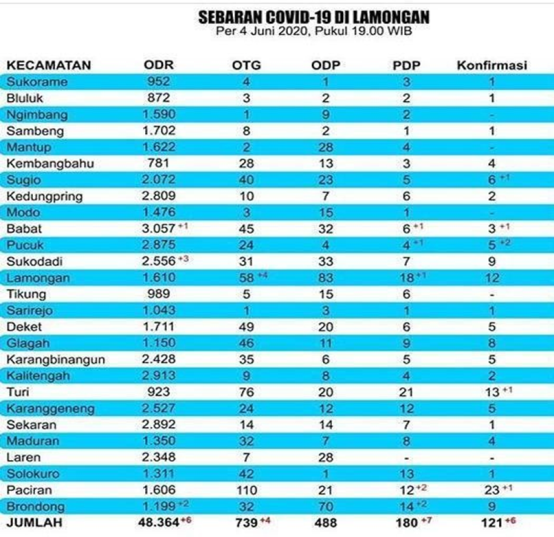 SEBARAN COVID-19 DI LAMONGAN
Per 4 Juni 2020, Pukul 19.00 WIB
KECAMATAN ODR OTG ODP PDP Konfirmasi
Sukorame 952 4 1 3 1
Bluluk 872 3 2 2 1
Ngimbang 1.590 1 9 2 -
Sambeng 1.702 8 2 1 1
Mantup 1.622 2 28 4 -
Kembangbahu 781 28 13 3 4
Sugio 2.072 40 23 5 6 +1
Kedungpring 2.809 10 7 6 2
Modo 1.476 3 15 1 -
Babat 3.057 +1 45 32 6 +1 3 +1
Pucuk 2.875 24 4 4 +1 5 +2
Sukodadi 2.556 +3 31 33 7 9
Lamongan 1.610 58 +4 83 18 +1 12
Tikung 989 5 15 6 -
Sarirejo 1.043 1 3 1 1
Deket 1.711 49 20 6 5
Glagah 1.150 46 11 9 8
Karangbinangun 2.428 35 6 5 5
Kalitengah 2.913 9 8 4 2
Turi 923 76 20 21 13 +1
Karanggeneng 2.527 24 12 12 5
Sekaran 2.892 14 14 7 1
Maduran 1.350 32 7 8 4
Laren 2.348 7 28 - -
Solokuro 1.311 42 1 13 1
Paciran 1.606 110 21 12 +2 23 +1
Brondong 1.199 +2 32 70 14 +2 9
JUMLAH 48.364 +6 739 +4 488 180 +7 121 +6